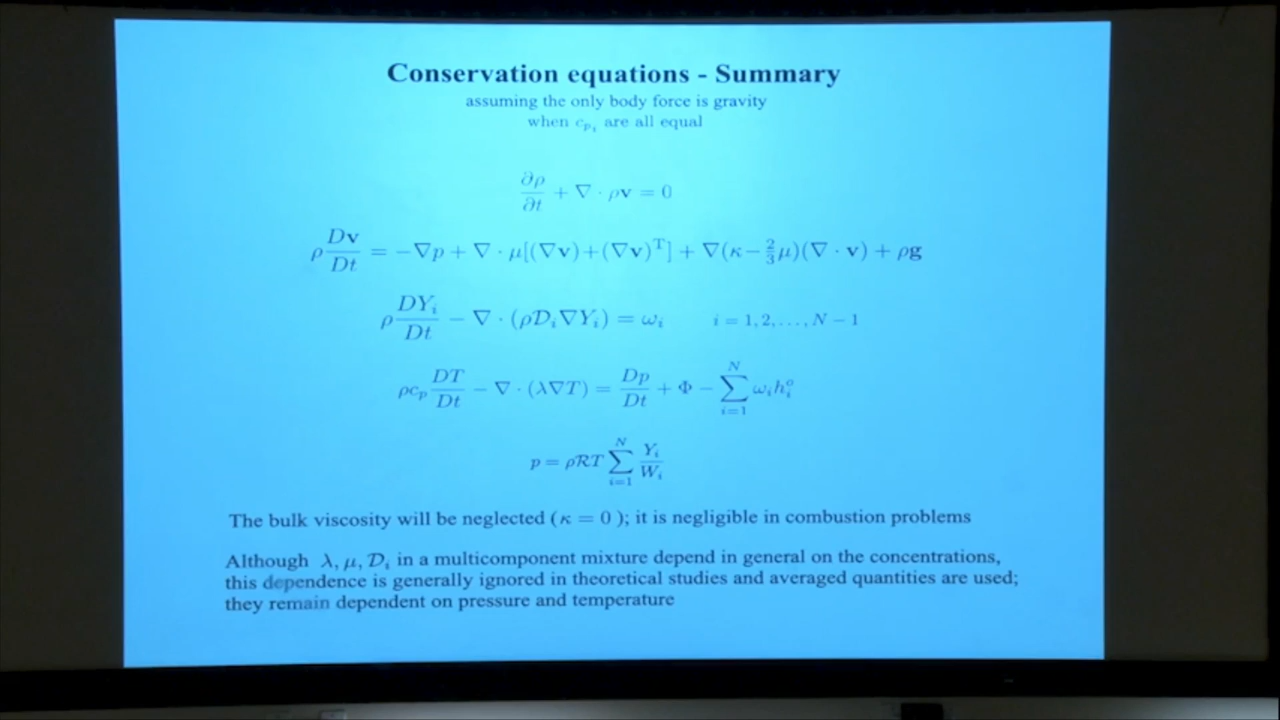 Conservation equations - Summary
assuming the only body force is gravity
when c_{p_i} are all equal
∂ρ/∂t + ∇ · ρv = 0
ρ Dv/Dt = −∇p + ∇ · μ[(∇v)+(∇v)^T] + ∇(κ−2/3 μ)(∇ · v) + ρg
ρ DY_i/Dt − ∇ · (ρ𝒟_i∇Y_i) = ω_i    i = 1, 2, . . . , N − 1
ρc_p DT/Dt − ∇ · (λ∇T) = Dp/Dt + Φ − ∑_{i=1}^{N} ω_i h_i^o
p = ρℛT ∑_{i=1}^{N} Y_i/W_i
The bulk viscosity will be neglected (κ = 0 ); it is negligible in combustion problems
Although λ, μ, 𝒟_i in a multicomponent mixture depend in general on the concentrations,
this dependence is generally ignored in theoretical studies and averaged quantities are used;
they remain dependent on pressure and temperature